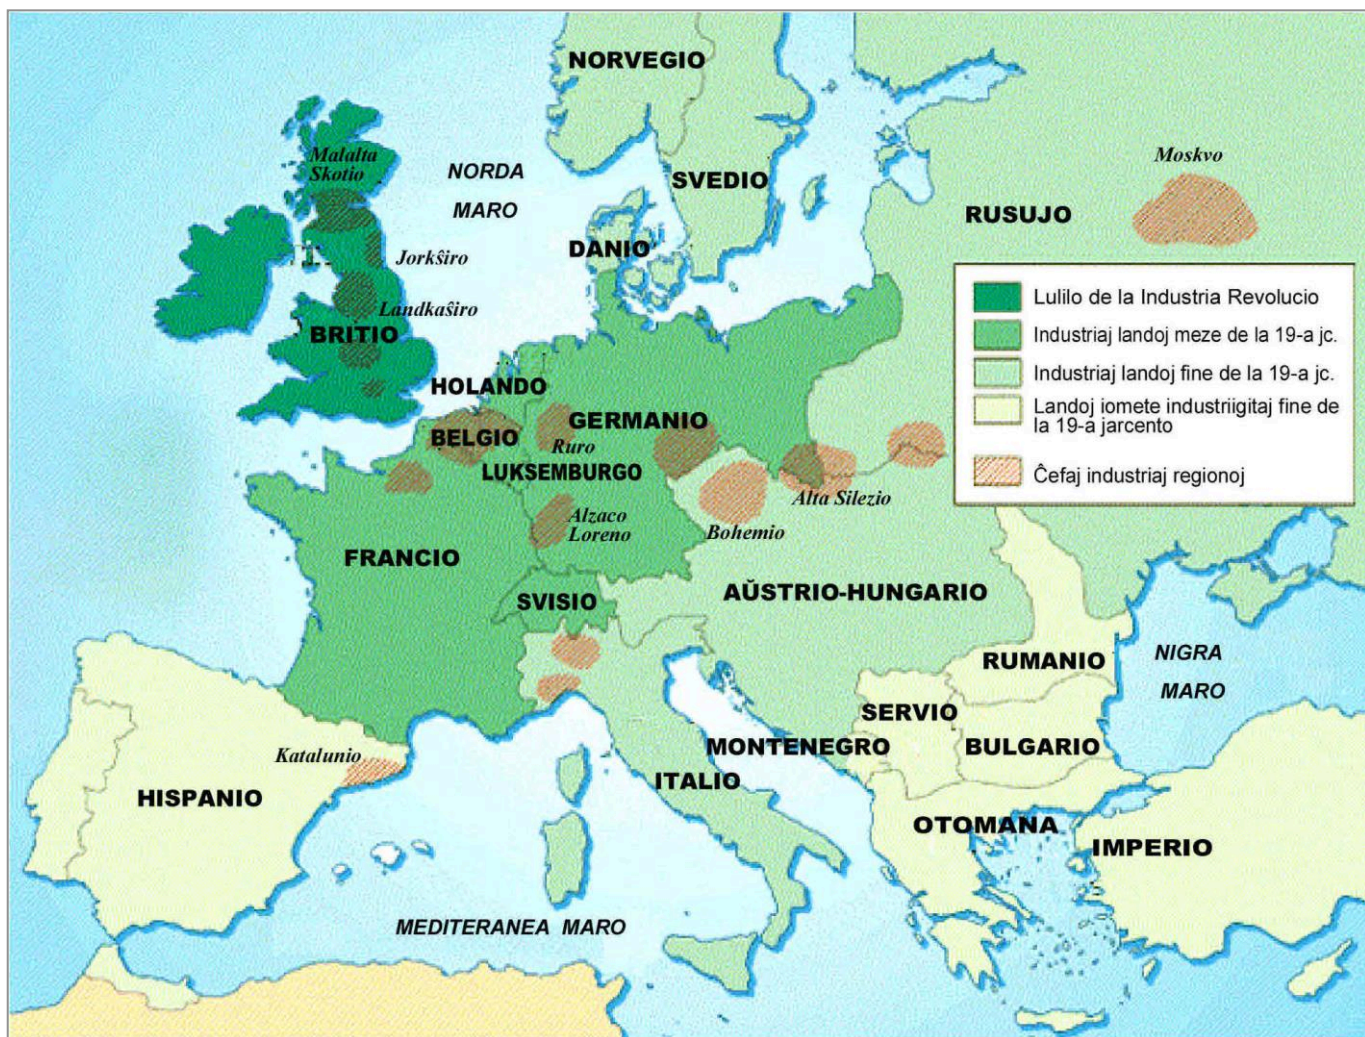 NORVEGIO
Malalta
Skotio
NORDA
MARO
SVEDIO
Moskvo
RUSUJO
DANIO
Jorkŝiro
Landkaŝiro
BRITIO
HOLANDO
BELGIO
GERMANIO
Ruro
LUKSEMBURGO
Alzaco
Loreno
Bohemio
Alta Silezio
FRANCIO
SVISIO
AŬSTRIO-HUNGARIO
Lulilo de la Industria Revolucio
Industriaj landoj meze de la 19-a jc.
Industriaj landoj fine de la 19-a jc.
Landoj iomete industriigitaj fine de
la 19-a jarcento
Ĉefaj industriaj regionoj
RUMANIO
NIGRA
MARO
SERVIO
BULGARIO
MONTENEGRO
Katalunio
HISPANIO
ITALIO
OTOMANA
IMPERIO
MEDITERANEA MARO